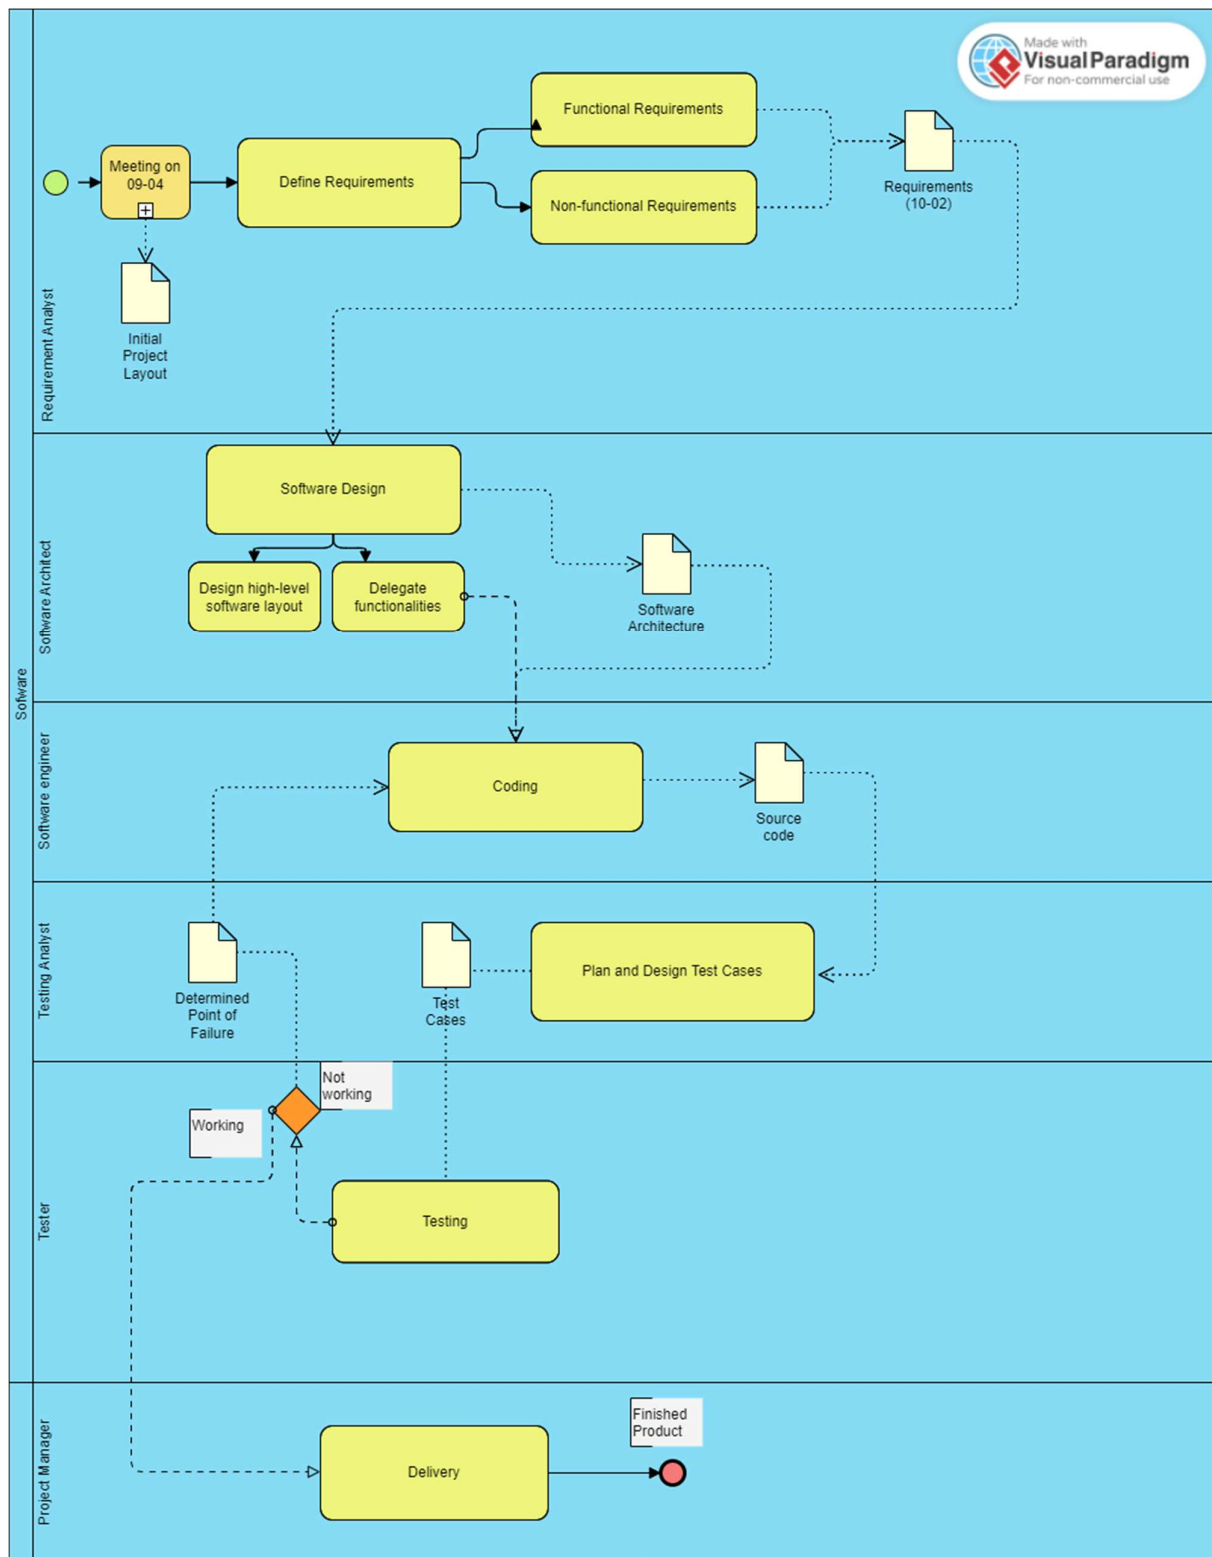 Made with
Visual Paradigm
For non-commercial use
Sofware
Requirement Analyst
Meeting on
09-04
Define Requirements
Functional Requirements
Non-functional Requirements
Requirements
(10-02)
Initial
Project
Layout
Software Architect
Software Design
Design high-level
software layout
Delegate
functionalities
Software
Architecture
Software engineer
Coding
Source
code
Testing Analyst
Determined
Point of
Failure
Test
Cases
Plan and Design Test Cases
Tester
Not
working
Working
Testing
Project Manager
Delivery
Finished
Product